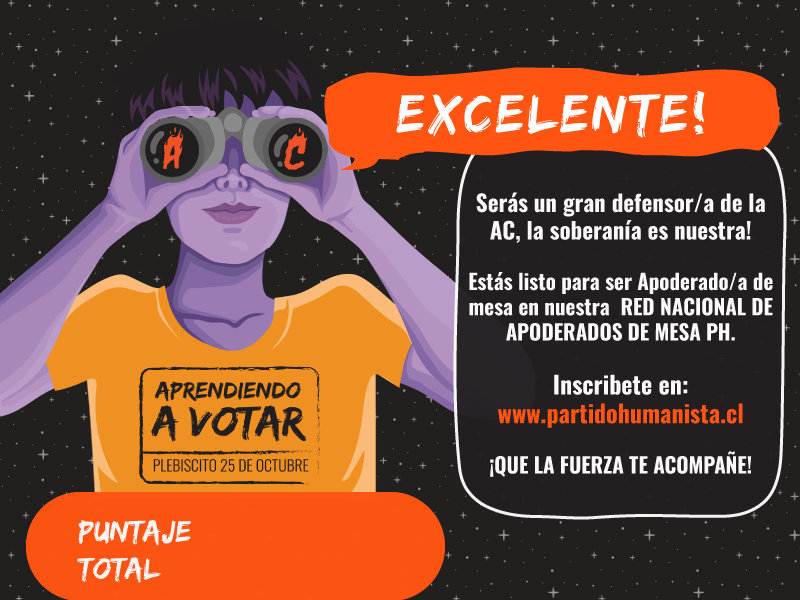 EXCELENTE!
A
C
Serás un gran defensor/a de la
AC, la soberanía es nuestra!
Estás listo para ser Apoderado/a de
mesa en nuestra RED NACIONAL DE
APODERADOS DE MESA PH.
Inscribete en:
www.partidohumanista.cl
¡QUE LA FUERZA TE ACOMPAÑE!
APRENDIENDO
A VOTAR
PLEBISCITO 25 DE OCTUBRE
PUNTAJE
TOTAL